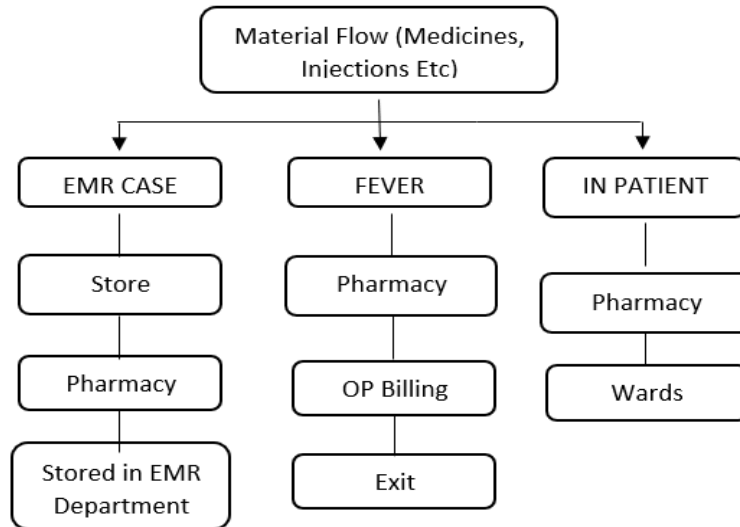 Material Flow (Medicines,
Injections Etc)
EMR CASE
FEVER
IN PATIENT
Store
Pharmacy
Pharmacy
Pharmacy
OP Billing
Wards
Stored in EMR
Department
Exit